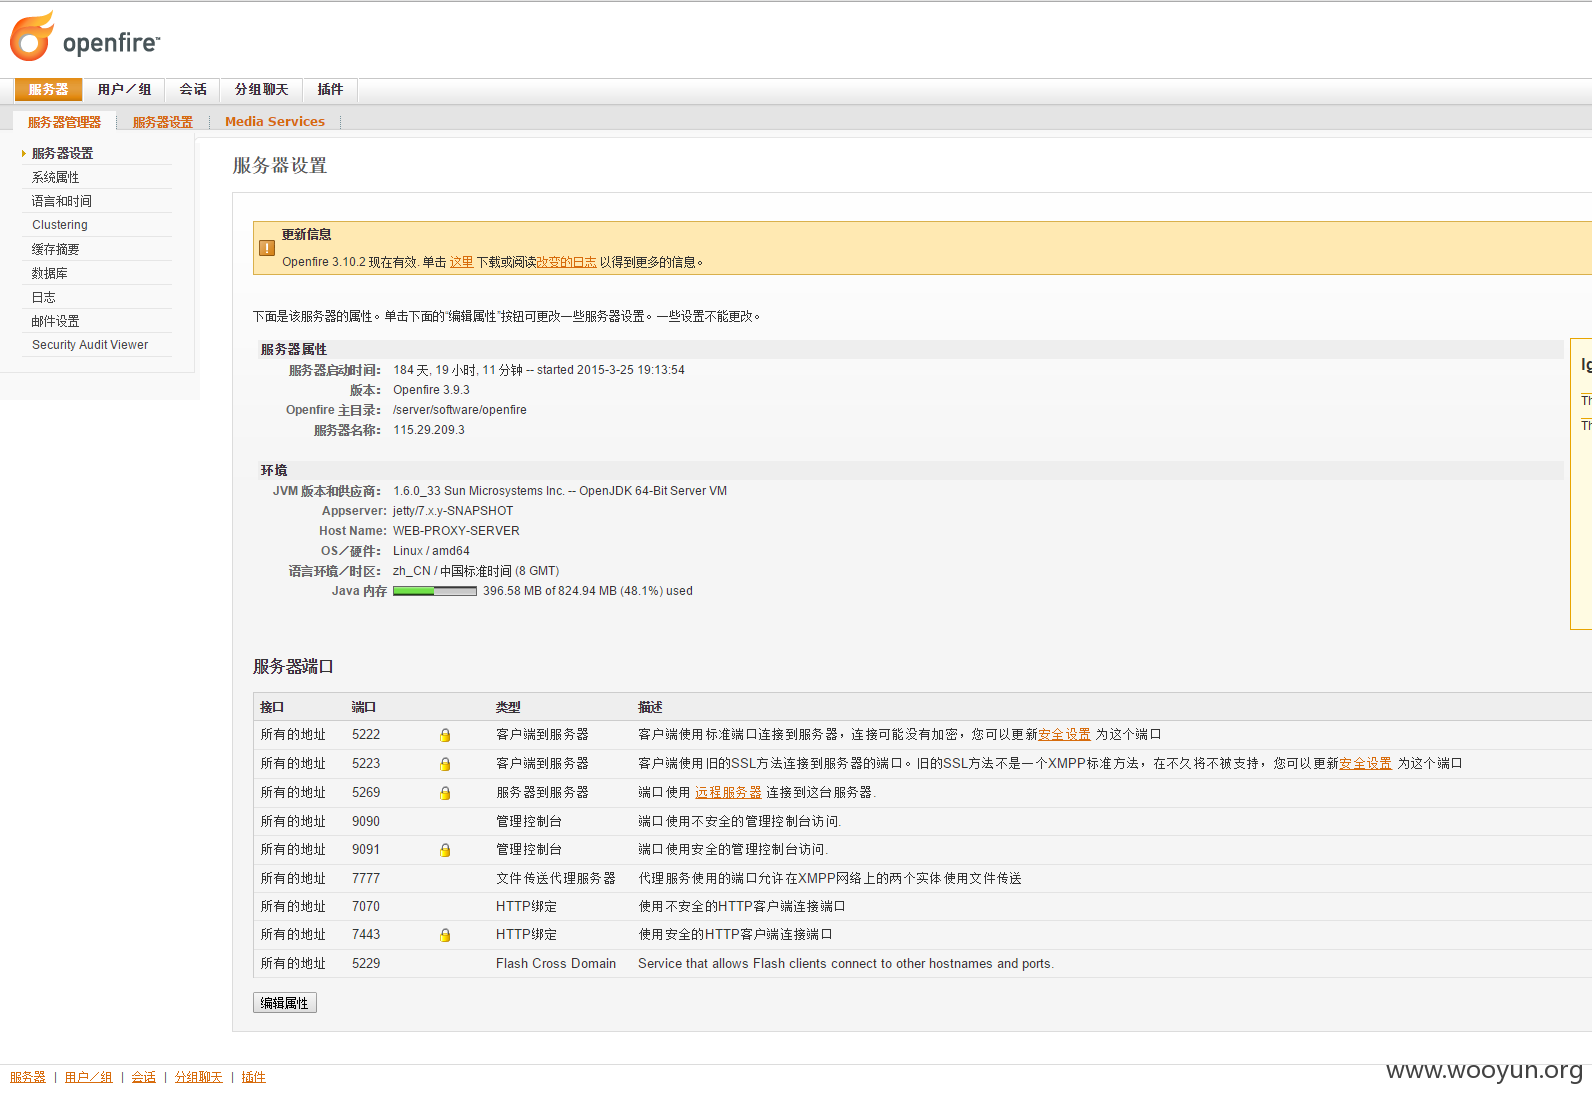 openfire™
服务器 用户／组 会话 分组聊天 插件
服务器管理器 服务器设置 Media Services
服务器设置
系统属性
语言和时间
Clustering
缓存摘要
数据库
日志
邮件设置
Security Audit Viewer
服务器设置
更新信息
Openfire 3.10.2 现在有效. 单击 这里 下载或阅读改变的日志 以得到更多的信息。
下面是该服务器的属性。单击下面的“编辑属性”按钮可更改一些服务器设置。一些设置不能更改。
服务器属性
服务器启动时间: 184 天, 19 小时, 11 分钟 -- started 2015-3-25 19:13:54
版本: Openfire 3.9.3
Openfire 主目录: /server/software/openfire
服务器名称: 115.29.209.3
环境
JVM 版本和供应商: 1.6.0_33 Sun Microsystems Inc. -- OpenJDK 64-Bit Server VM
Appserver: jetty/7.x.y-SNAPSHOT
Host Name: WEB-PROXY-SERVER
OS／硬件: Linux / amd64
语言环境／时区: zh_CN / 中国标准时间 (8 GMT)
Java 内存 396.58 MB of 824.94 MB (48.1%) used
服务器端口
接口 端口 类型 描述
所有的地址 5222 客户端到服务器 客户端使用标准端口连接到服务器，连接可能没有加密，您可以更新安全设置 为这个端口
所有的地址 5223 客户端到服务器 客户端使用旧的SSL方法连接到服务器的端口。旧的SSL方法不是一个XMPP标准方法，在不久将不被支持，您可以更新安全设置 为这个端口
所有的地址 5269 服务器到服务器 端口使用 远程服务器 连接到这台服务器.
所有的地址 9090 管理控制台 端口使用不安全的管理控制台访问.
所有的地址 9091 管理控制台 端口使用安全的管理控制台访问.
所有的地址 7777 文件传送代理服务器 代理服务使用的端口允许在XMPP网络上的两个实体使用文件传送
所有的地址 7070 HTTP绑定 使用不安全的HTTP客户端连接端口
所有的地址 7443 HTTP绑定 使用安全的HTTP客户端连接端口
所有的地址 5229 Flash Cross Domain Service that allows Flash clients connect to other hostnames and ports.
编辑属性
服务器 | 用户／组 | 会话 | 分组聊天 | 插件
www.wooyun.org